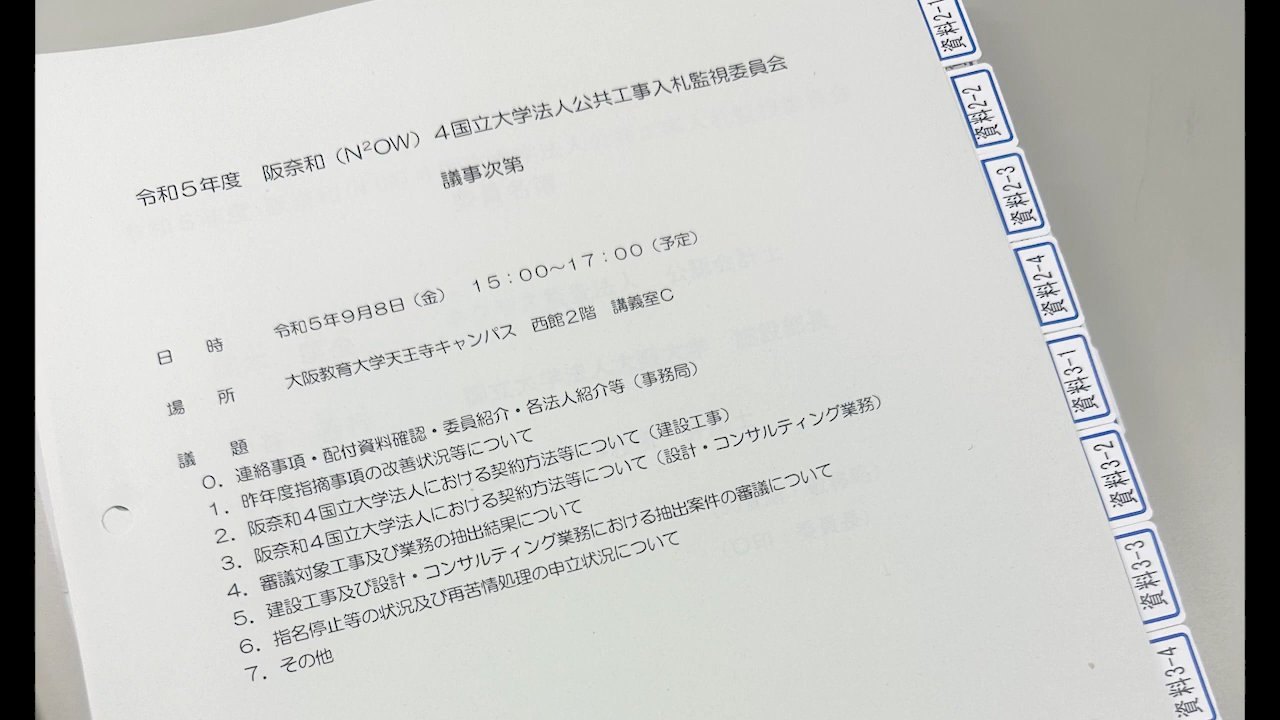 令和５年度　阪奈和（N²OW）４国立大学法人公共工事入札監視委員会
議事次第
日　時　令和５年９月８日（金）　１５：００～１７：００（予定）
場　所　大阪教育大学天王寺キャンパス　西館２階　講義室C
議　題
０．連絡事項・配付資料確認・委員紹介・各法人紹介等（事務局）
１．昨年度指摘事項の改善状況等について
２．阪奈和４国立大学法人における契約方法等について（建設工事）
３．阪奈和４国立大学法人における契約方法等について（設計・コンサルティング業務）
４．審議対象工事及び業務の抽出結果について
５．建設工事及び設計・コンサルティング業務における抽出案件の審議について
６．指名停止等の状況及び再苦情処理の申立状況について
７．その他
資料2-1
資料2-2
資料2-3
資料2-4
資料3-1
資料3-2
資料3-3
資料3-4